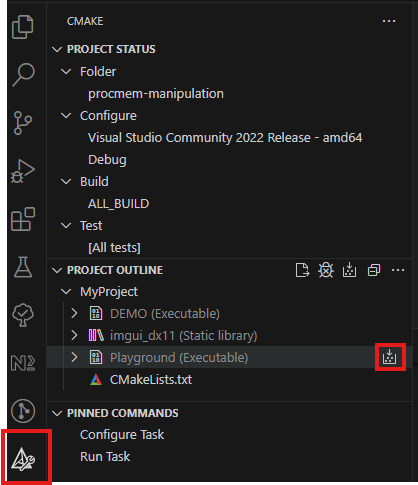 CMAKE
PROJECT STATUS
Folder
procmem-manipulation
Configure
Visual Studio Community 2022 Release - amd64
Debug
Build
ALL_BUILD
Test
[All tests]
PROJECT OUTLINE
MyProject
DEMO (Executable)
imgui_dx11 (Static library)
Playground (Executable)
CMakeLists.txt
PINNED COMMANDS
Configure Task
Run Task